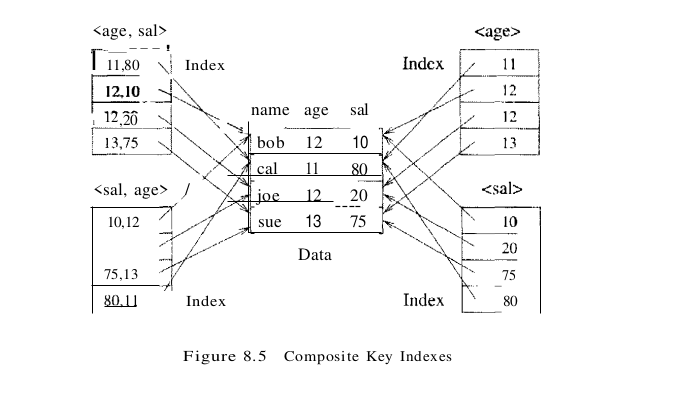 <age, sal>
11,80
12,10
12,20
13,75
Index
<sal, age>
10,12
75,13
80,11
Index
name age sal
bob 12 10
cal 11 80
joe 12 20
sue 13 75
Data
<age>
Index
11
12
12
13
<sal>
10
20
75
80
Index
Figure 8.5 Composite Key Indexes